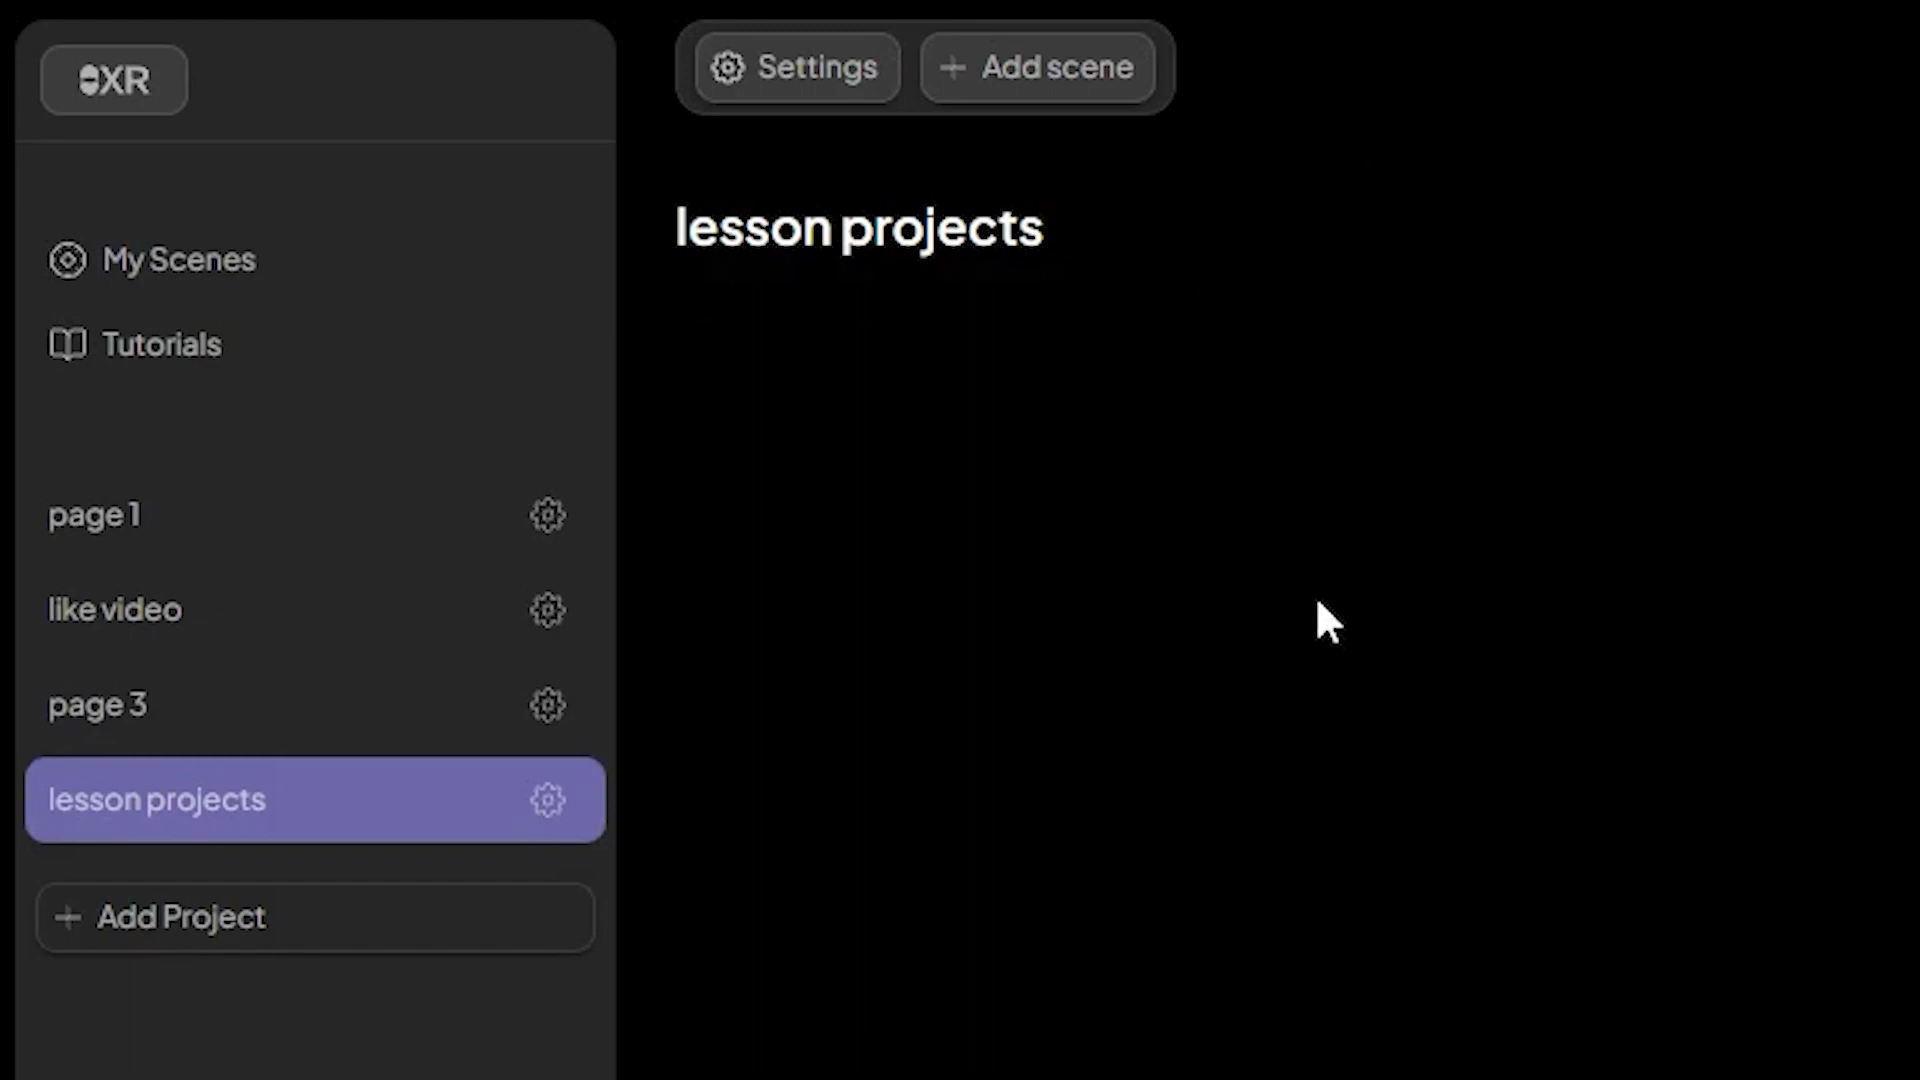 XR
Settings
+ Add scene
My Scenes
Tutorials
lesson projects
page 1
like video
page 3
lesson projects
+ Add Project